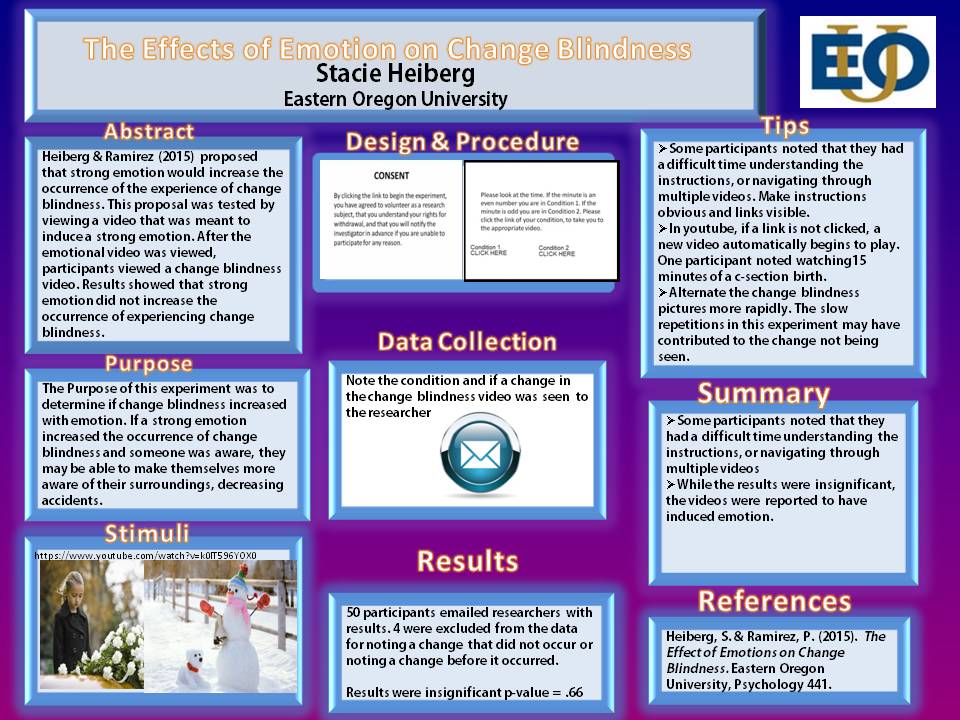 The Effects of Emotion on Change Blindness
Stacie Heiberg
Eastern Oregon University
EOU
Abstract
Heiberg & Ramirez (2015) proposed
that strong emotion would increase the
occurrence of the experience of change
blindness. This proposal was tested by
viewing a video that was meant to
induce a strong emotion. After the
emotional video was viewed,
participants viewed a change blindness
video. Results showed that strong
emotion did not increase the
occurrence of experiencing change
blindness.
Purpose
The Purpose of this experiment was to
determine if change blindness increased
with emotion. If a strong emotion
increased the occurrence of change
blindness and someone was aware, they
may be able to make themselves more
aware of their surroundings, decreasing
accidents.
Stimuli
https://www.youtube.com/watch?v=k0lT596YOX0
Design & Procedure
CONSENT
By clicking the link to begin the experiment,
you have agreed to volunteer as a research
subject, that you understand your rights for
withdrawal, and that you will notify the
investigator in advance if you are unable to
participate for any reason.
Please look at the time. If the minute is an
even number you are in Condition 1. If the
minute is odd you are in Condition 2. Please
click the link of your condition, to take you to
the appropriate video.
Condition 1 Condition 2
CLICK HERE CLICK HERE
Data Collection
Note the condition and if a change in
the change blindness video was seen to
the researcher
Results
50 participants emailed researchers with
results. 4 were excluded from the data
for noting a change that did not occur or
noting a change before it occurred.
Results were insignificant p-value = .66
Tips
➢Some participants noted that they had
a difficult time understanding the
instructions, or navigating through
multiple videos. Make instructions
obvious and links visible.
➢In youtube, if a link is not clicked, a
new video automatically begins to play.
One participant noted watching15
minutes of a c-section birth.
➢Alternate the change blindness
pictures more rapidly. The slow
repetitions in this experiment may have
contributed to the change not being
seen.
Summary
➢Some participants noted that they
had a difficult time understanding the
instructions, or navigating through
multiple videos
➢While the results were insignificant,
the videos were reported to have
induced emotion.
References
Heiberg, S. & Ramirez, P. (2015). The
Effect of Emotions on Change
Blindness. Eastern Oregon
University, Psychology 441.